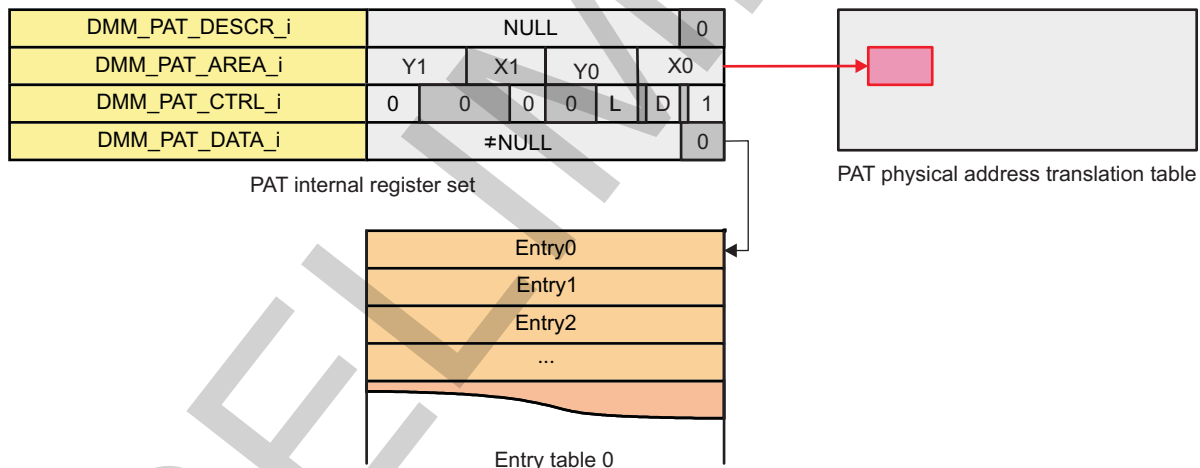 DMM_PAT_DESCR_i NULL 0
DMM_PAT_AREA_i Y1 X1 Y0 X0
DMM_PAT_CTRL_i 0 0 0 0 L D 1
DMM_PAT_DATA_i ≠NULL 0
PAT internal register set
PAT physical address translation table
Entry0
Entry1
Entry2
...
Entry table 0